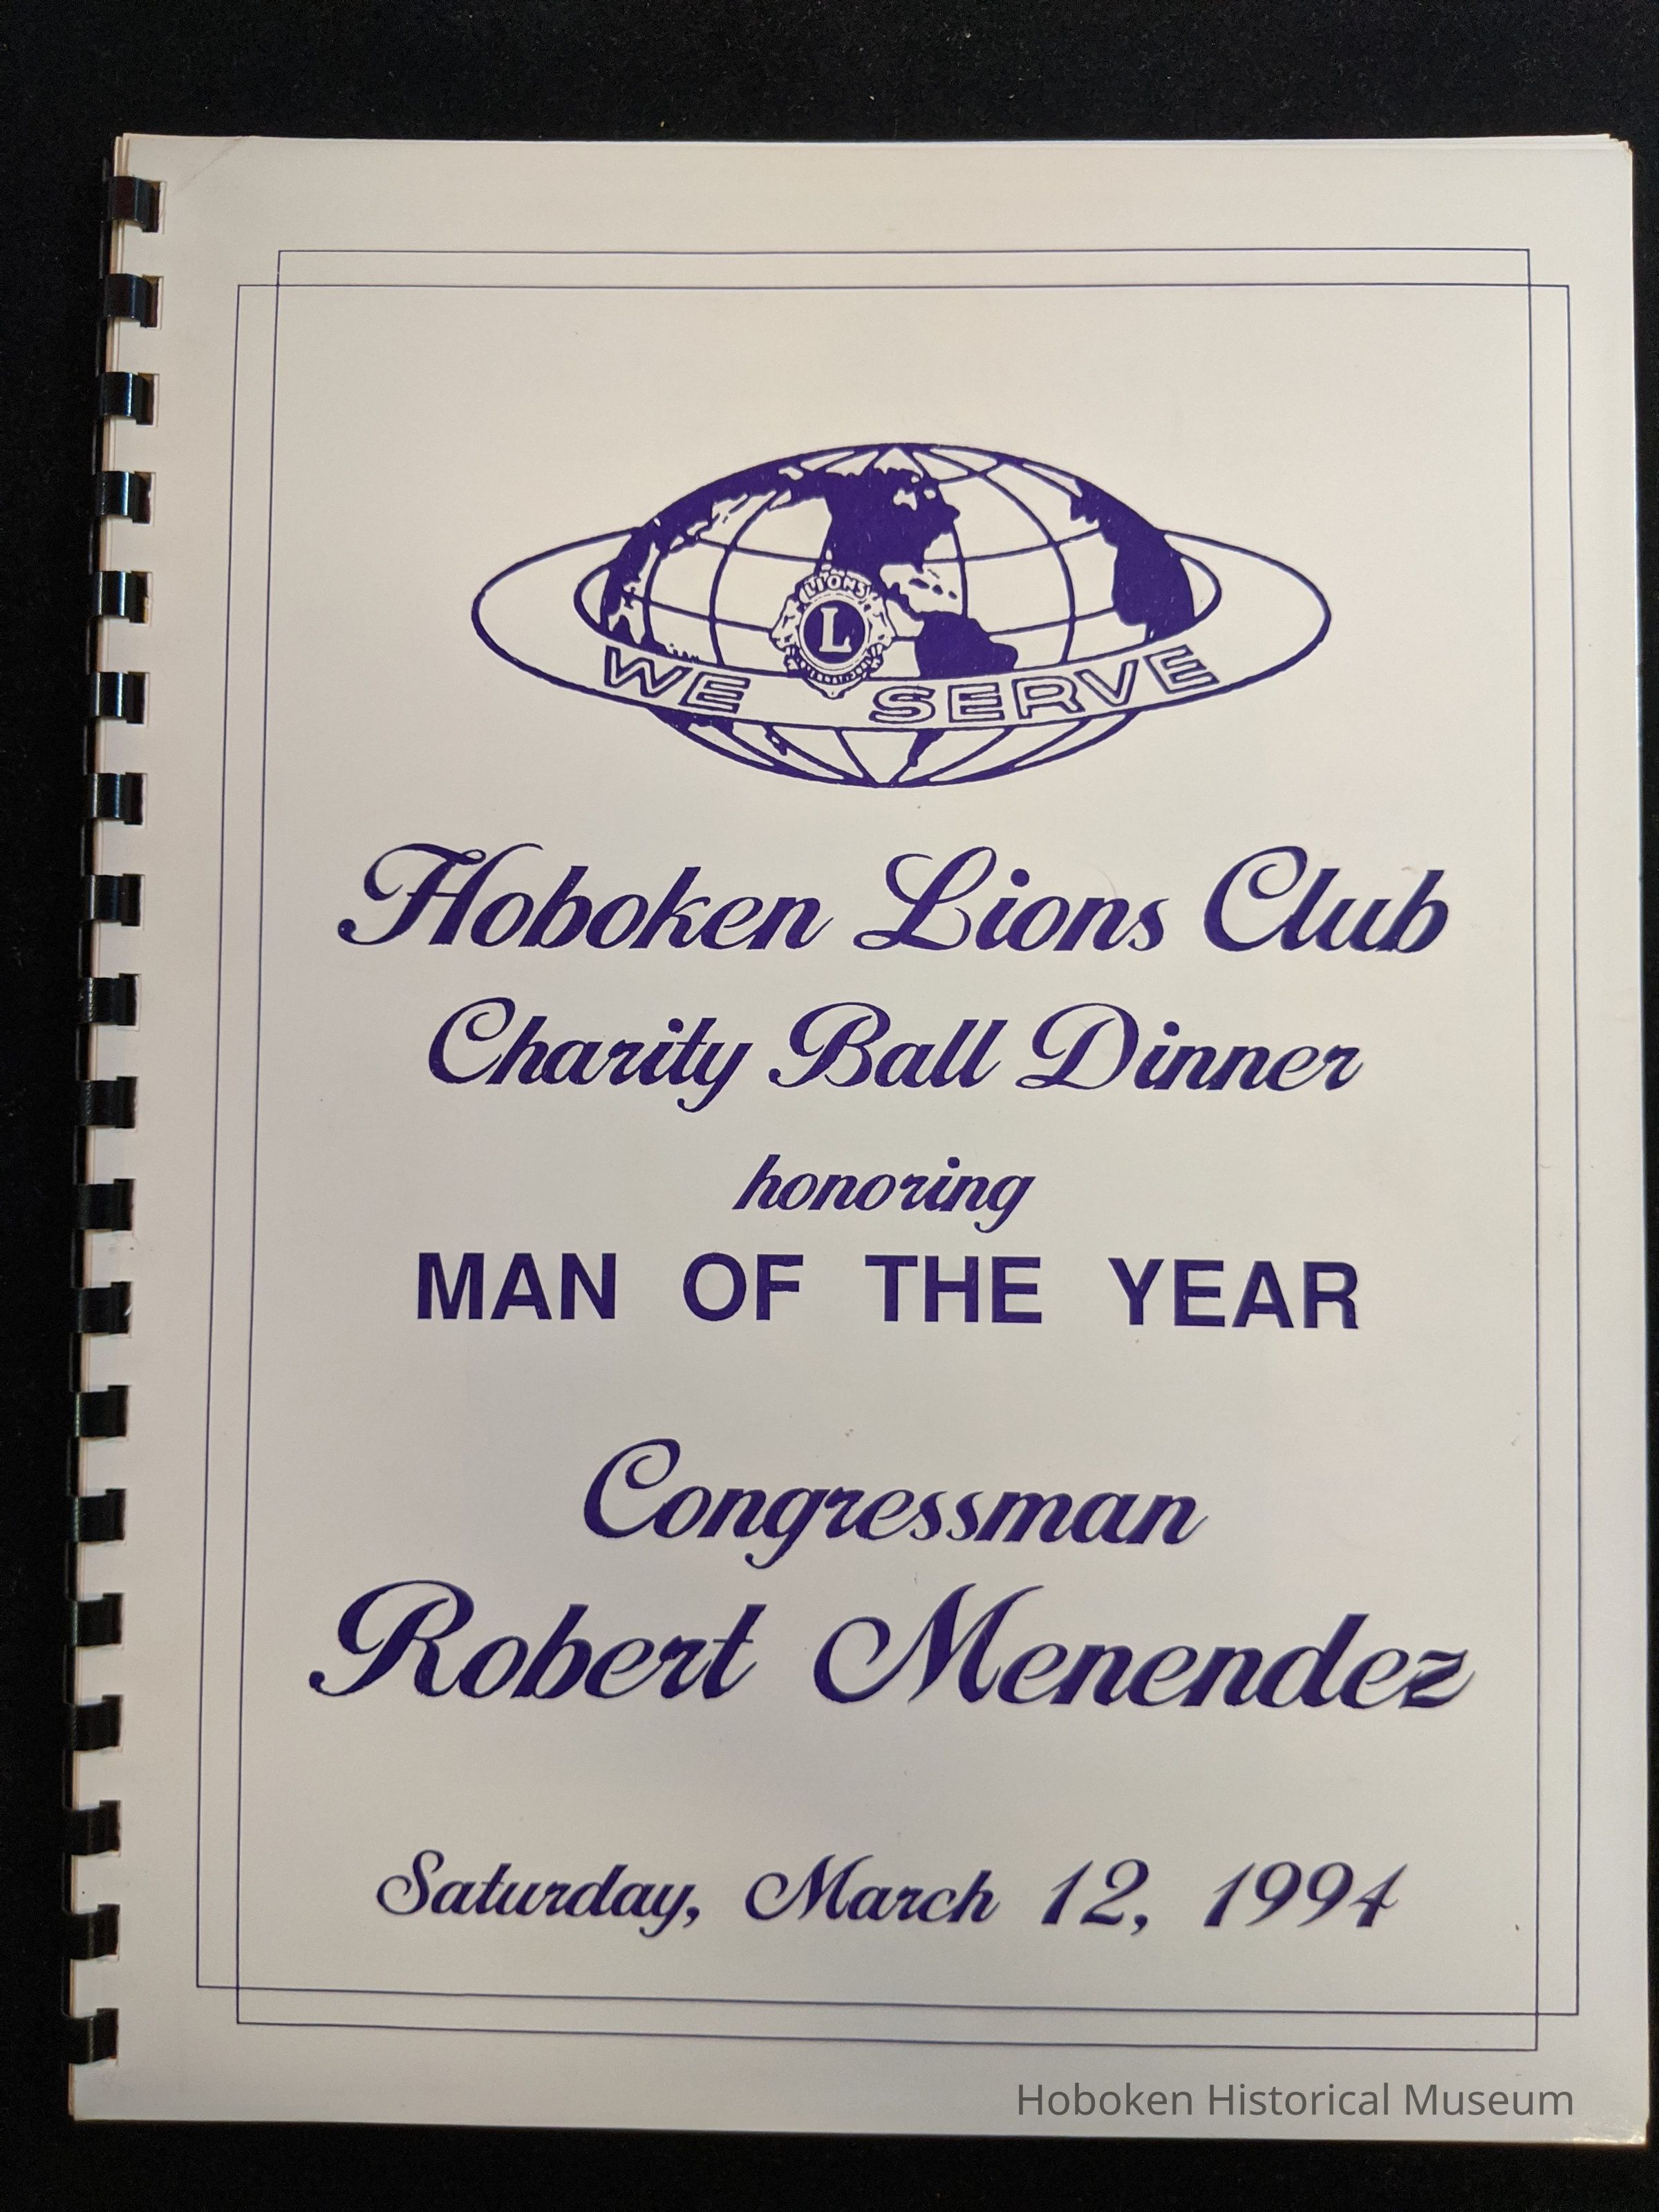 LIONS
L
INTERNATIONAL
WE SERVE
Hoboken Lions Club
Charity Ball Dinner
honoring
MAN OF THE YEAR
Congressman
Robert Menendez
Saturday, March 12, 1994
Hoboken Historical Museum